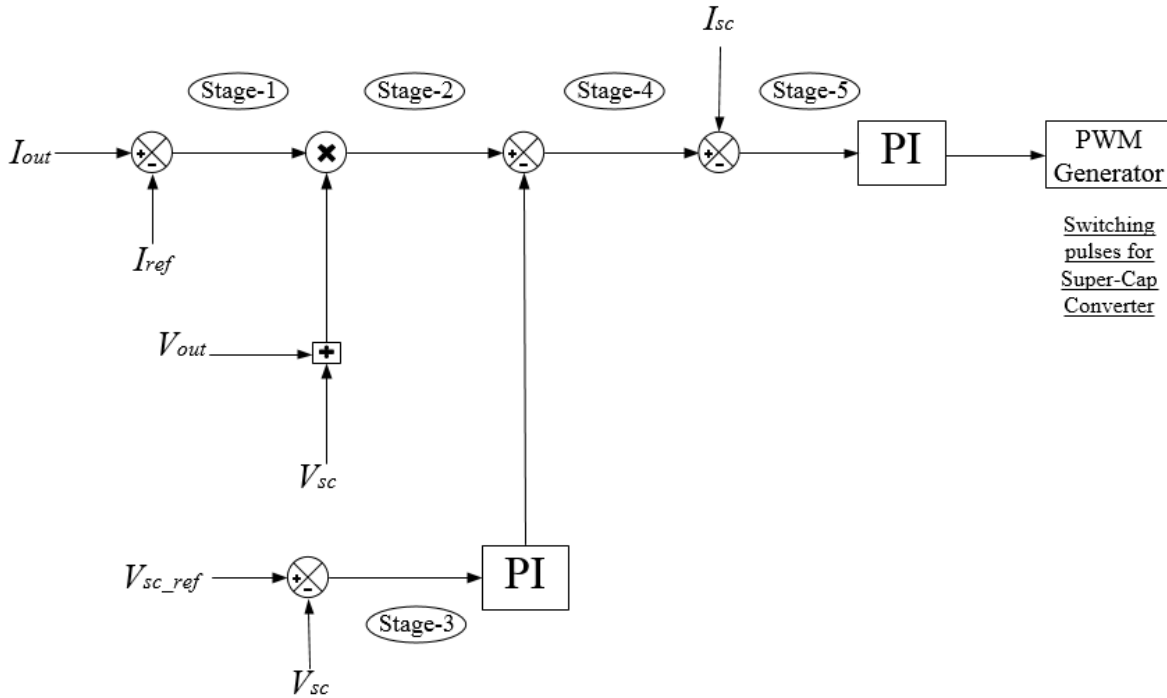 Isc
Stage-1
Stage-2
Stage-4
Stage-5
Iout
+
-
×
+
-
+
-
PI
PWM
Generator
Iref
Switching
pulses for
Super-Cap
Converter
Vout
+
Vsc
Vsc_ref
+
-
PI
Stage-3
Vsc